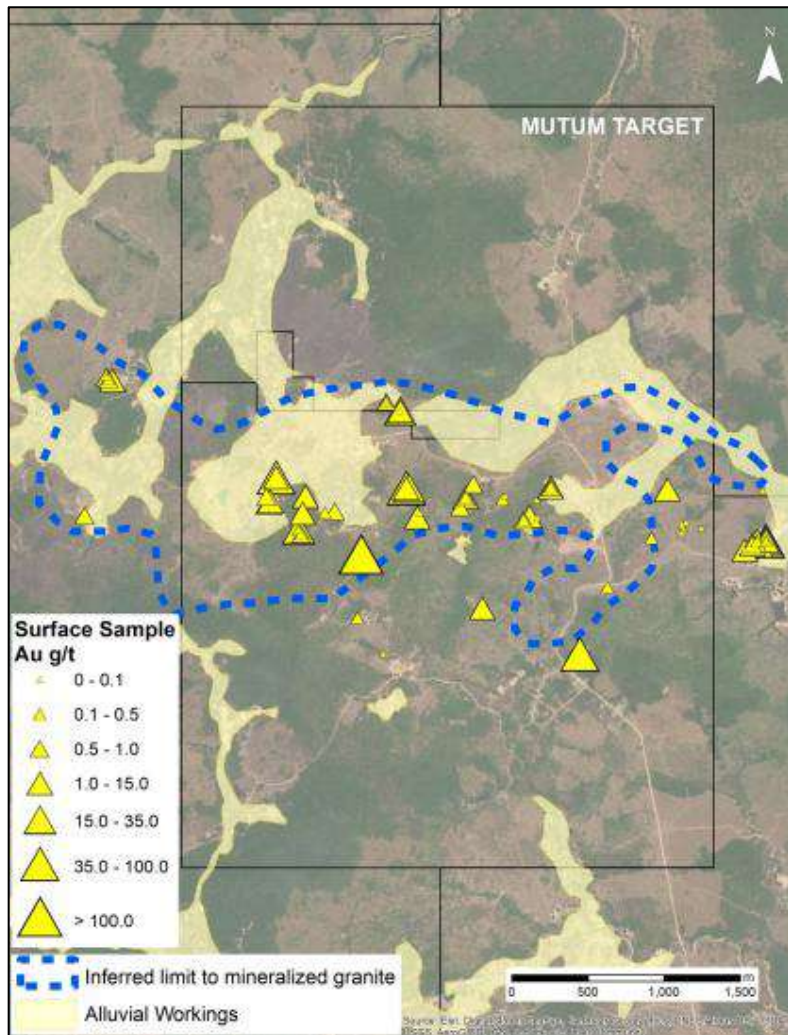 N
MUTUM TARGET
Surface Sample
Au g/t
0 - 0.1
0.1 - 0.5
0.5 - 1.0
1.0 - 15.0
15.0 - 35.0
35.0 - 100.0
> 100.0
Inferred limit to mineralized granite
Alluvial Workings
m
0 500 1,000 1,500
Source: Esri,